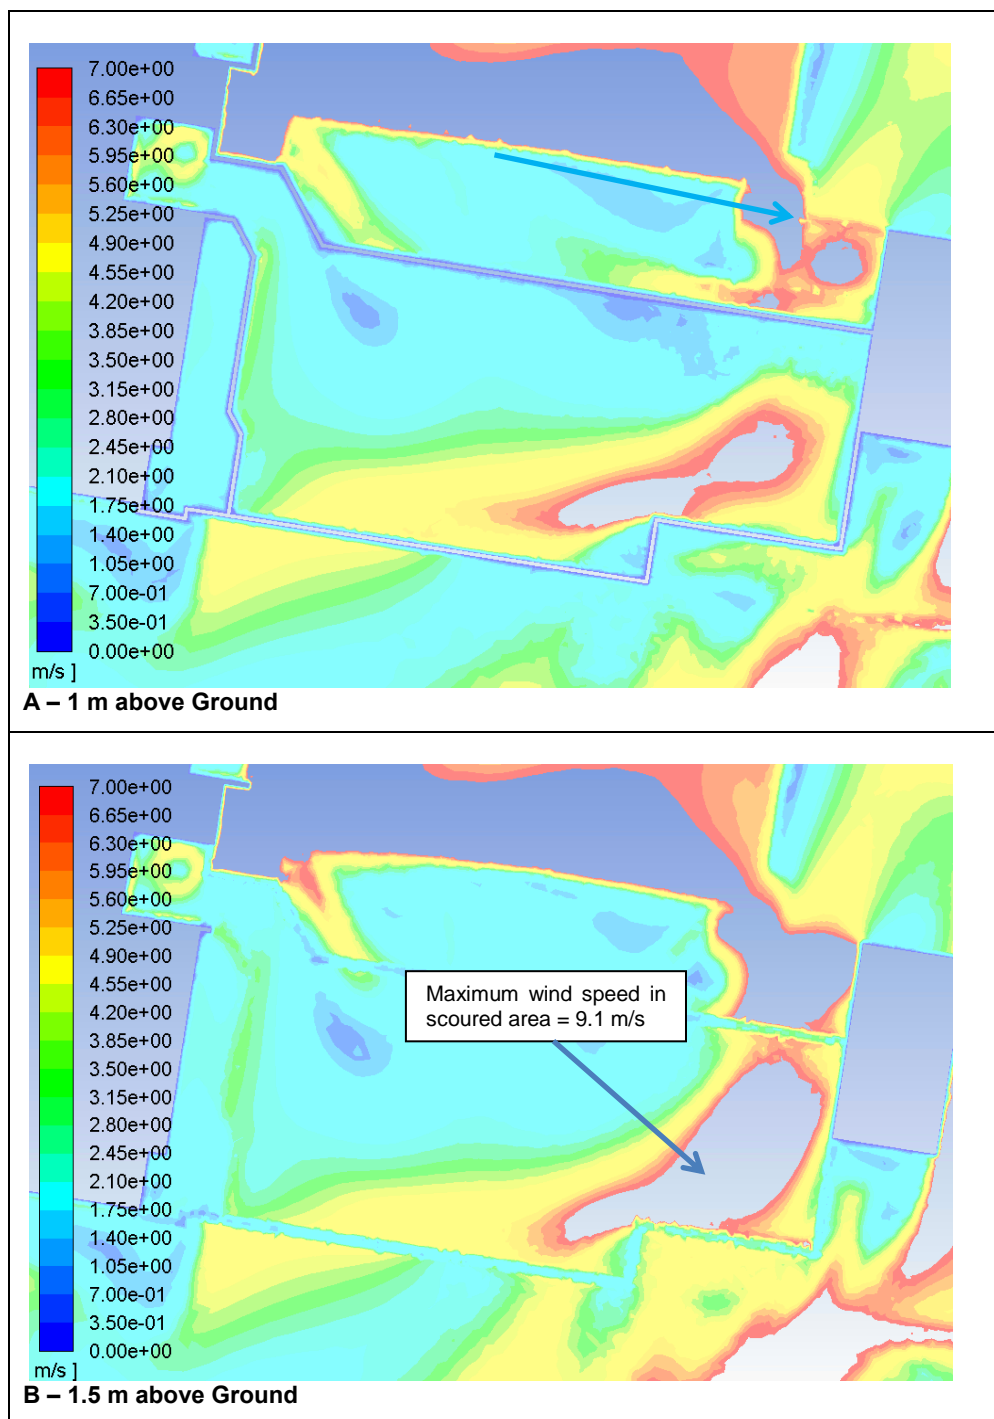 7.00e+00
6.65e+00
6.30e+00
5.95e+00
5.60e+00
5.25e+00
4.90e+00
4.55e+00
4.20e+00
3.85e+00
3.50e+00
3.15e+00
2.80e+00
2.45e+00
2.10e+00
1.75e+00
1.40e+00
1.05e+00
7.00e-01
3.50e-01
0.00e+00
m/s ]
A – 1 m above Ground
7.00e+00
6.65e+00
6.30e+00
5.95e+00
5.60e+00
5.25e+00
4.90e+00
4.55e+00
4.20e+00
3.85e+00
3.50e+00
3.15e+00
2.80e+00
2.45e+00
2.10e+00
1.75e+00
1.40e+00
1.05e+00
7.00e-01
3.50e-01
0.00e+00
m/s ]
Maximum wind speed in
scoured area = 9.1 m/s
B – 1.5 m above Ground